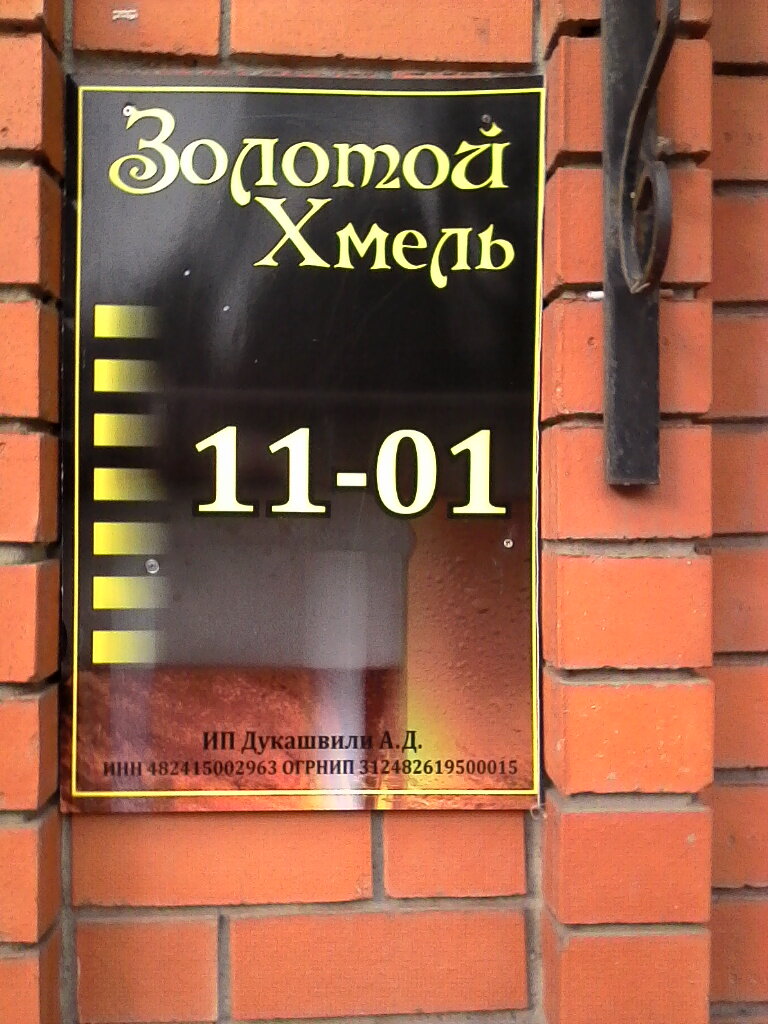 Золотой
Хмель
11-01
ИП Дукашвили А.Д.
ИНН 482415002963 ОГРНИП 312482619500015